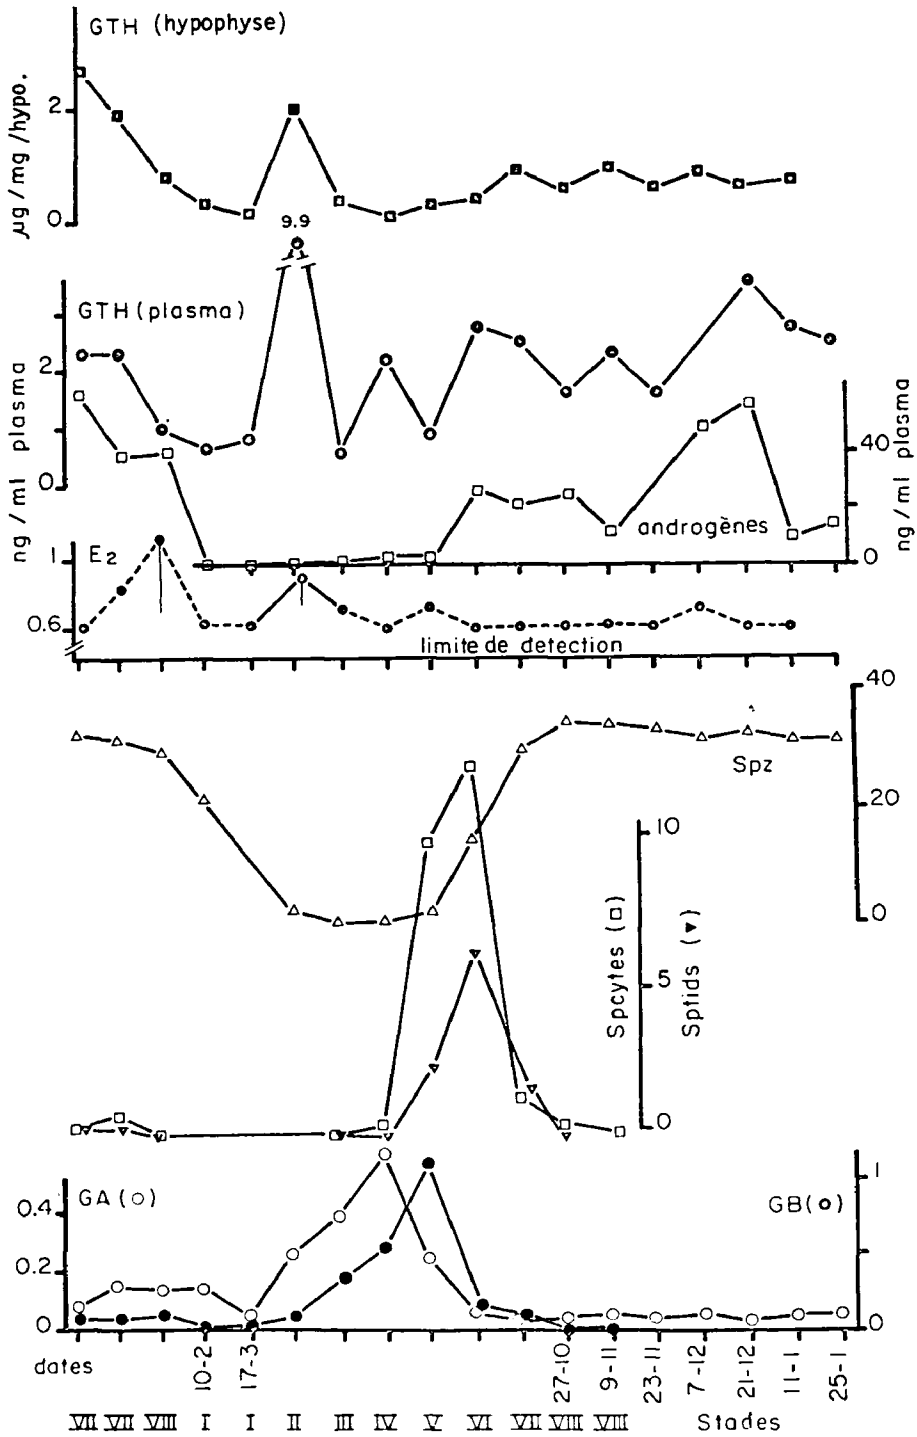 GTH (hypophyse)
µg / mg / hypo.
2
0
9.9
GTH (plasma)
2
0
ng / ml plasma
40
20
0
ng / ml plasma
androgènes
E2
1
0.6
limite de detection
40
20
0
Spz
10
5
0
Spcytes (□)
Sptids (▼)
GA (○)
0.4
0.2
0
GB (●)
1
0
dates
10-2
17-3
27-10
9-11
23-11
7-12
21-12
11-1
25-1
VII VII VIII I I II III IV V VI VII VIII VIII Stades